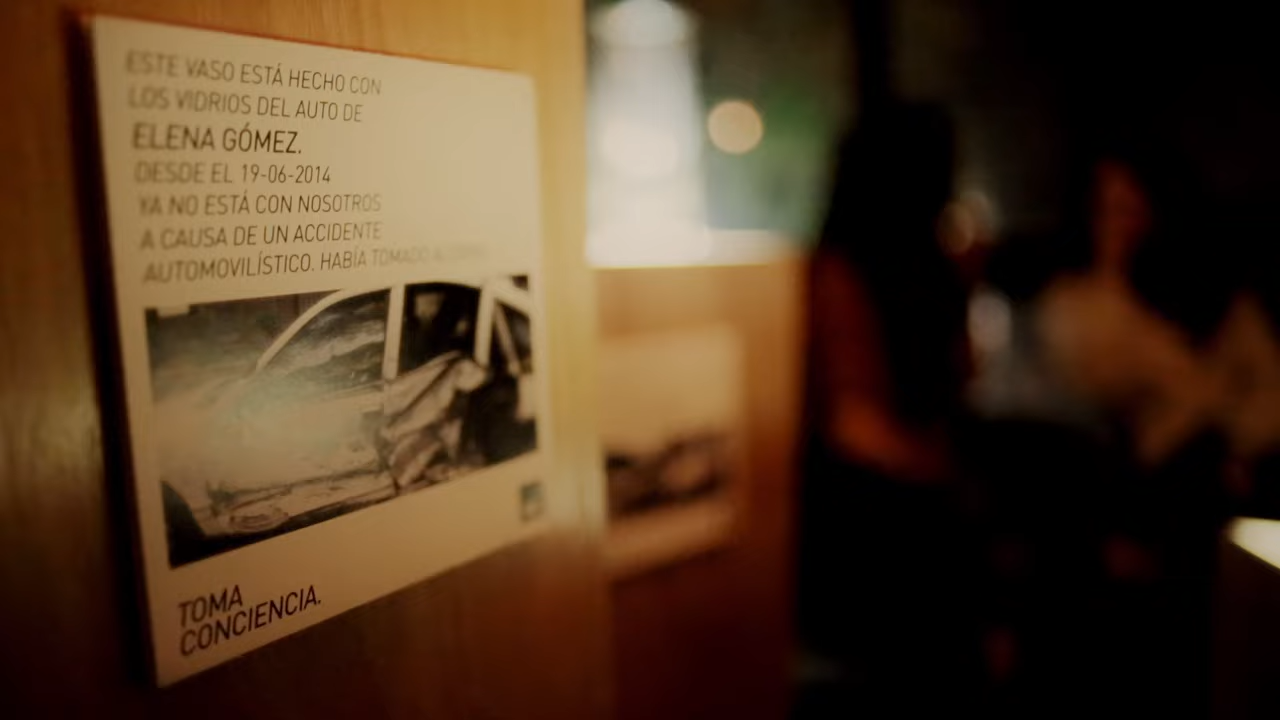 ESTE VASO ESTÁ HECHO CON
LOS VIDRIOS DEL AUTO DE
ELENA GÓMEZ.
DESDE EL 19-06-2014
YA NO ESTÁ CON NOSOTROS
A CAUSA DE UN ACCIDENTE
AUTOMOVILÍSTICO. HABÍA TOMADO
TOMA
CONCIENCIA.